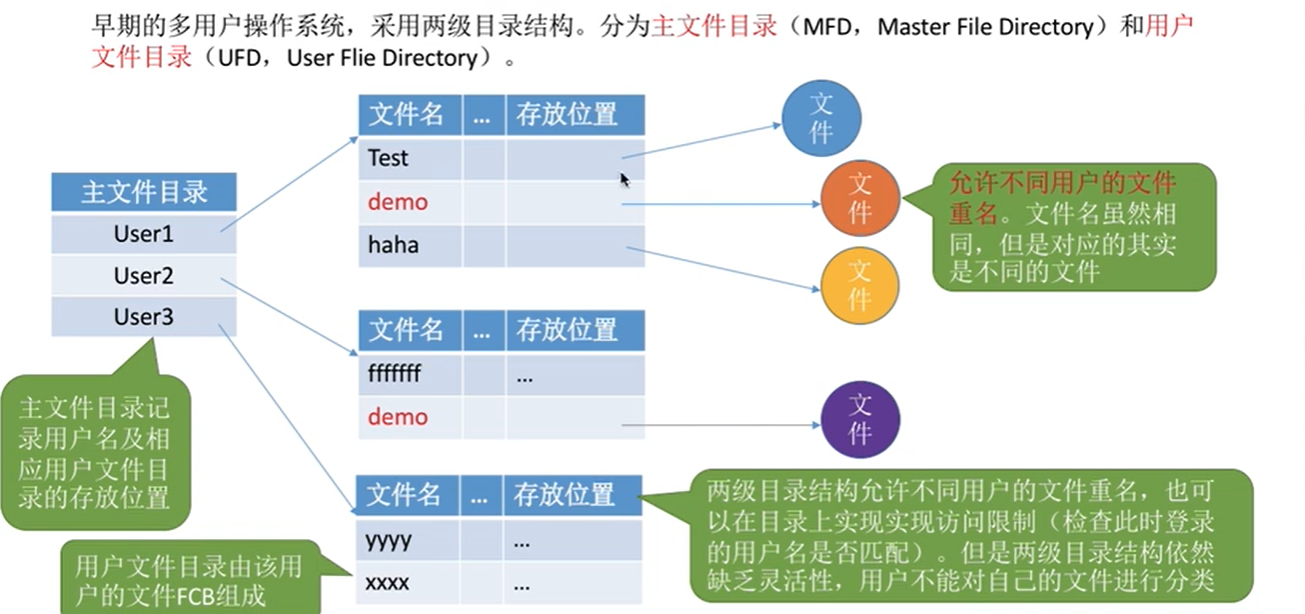 早期的多用户操作系统，采用两级目录结构。分为主文件目录（MFD，Master File Directory）和用户
文件目录（UFD，User Flie Directory）。
主文件目录
User1
User2
User3
文件名 ... 存放位置
Test
demo
haha
文件名 ... 存放位置
fffffff ...
demo
文件名 ... 存放位置
yyyy ...
xxxx ...
文
件
文
件
文
件
文
件
允许不同用户的文件
重名。文件名虽然相
同，但是对应的其实
是不同的文件
主文件目录记
录用户名及相
应用户文件目
录的存放位置
用户文件目录由该用
户的文件FCB组成
两级目录结构允许不同用户的文件重名，也可
以在目录上实现实现访问限制（检查此时登录
的用户名是否匹配）。但是两级目录结构依然
缺乏灵活性，用户不能对自己的文件进行分类